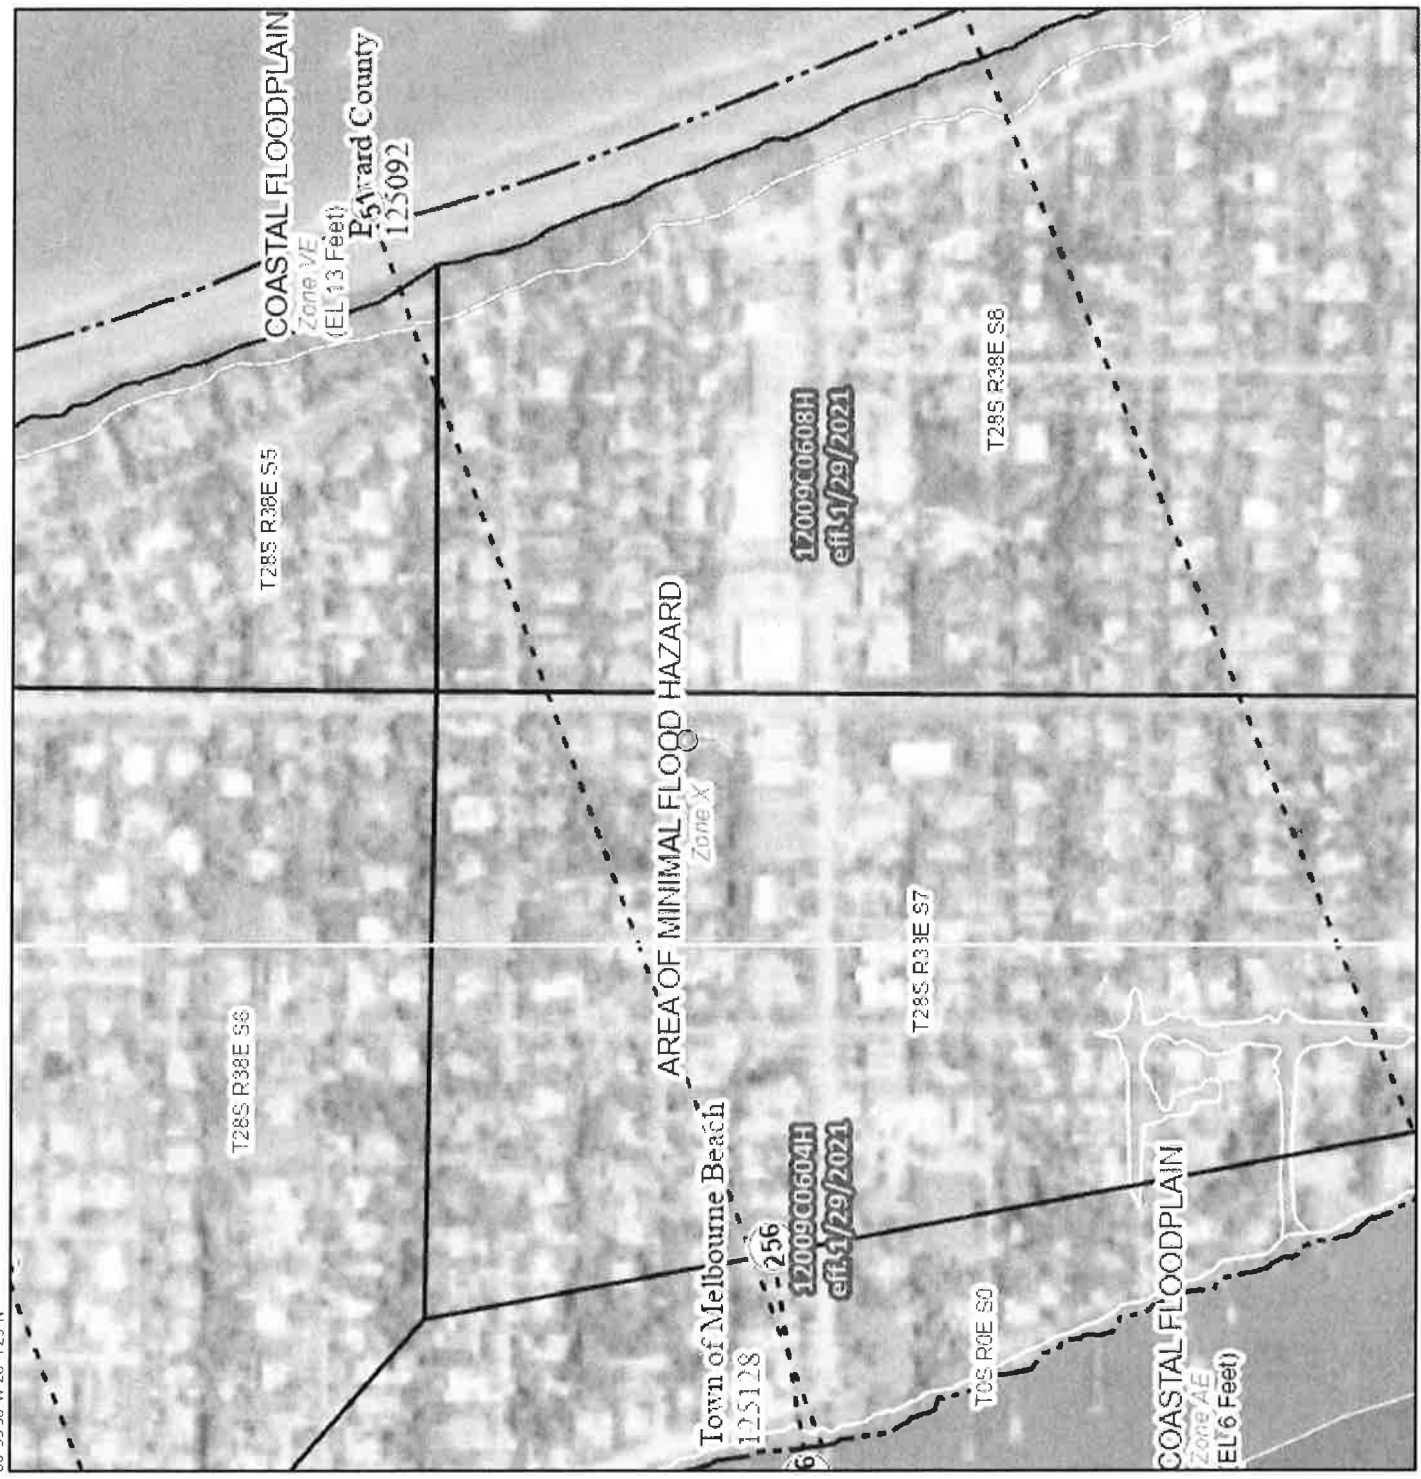 COASTAL FLOODPLAIN
Zone VE
(EL 13 Feet)
125092
T28S R38E S5
T28S R38E S6
AREA OF MINIMAL FLOOD HAZARD
Zone X
12009C0608H
eff.1/29/2021
T28S R38E S8
T28S R38E S7
Town of Melbourne Beach
125128
256
12009C0604H
eff.1/29/2021
T0S R0E S0
COASTAL FLOODPLAIN
Zone AE
(EL 6 Feet)
6